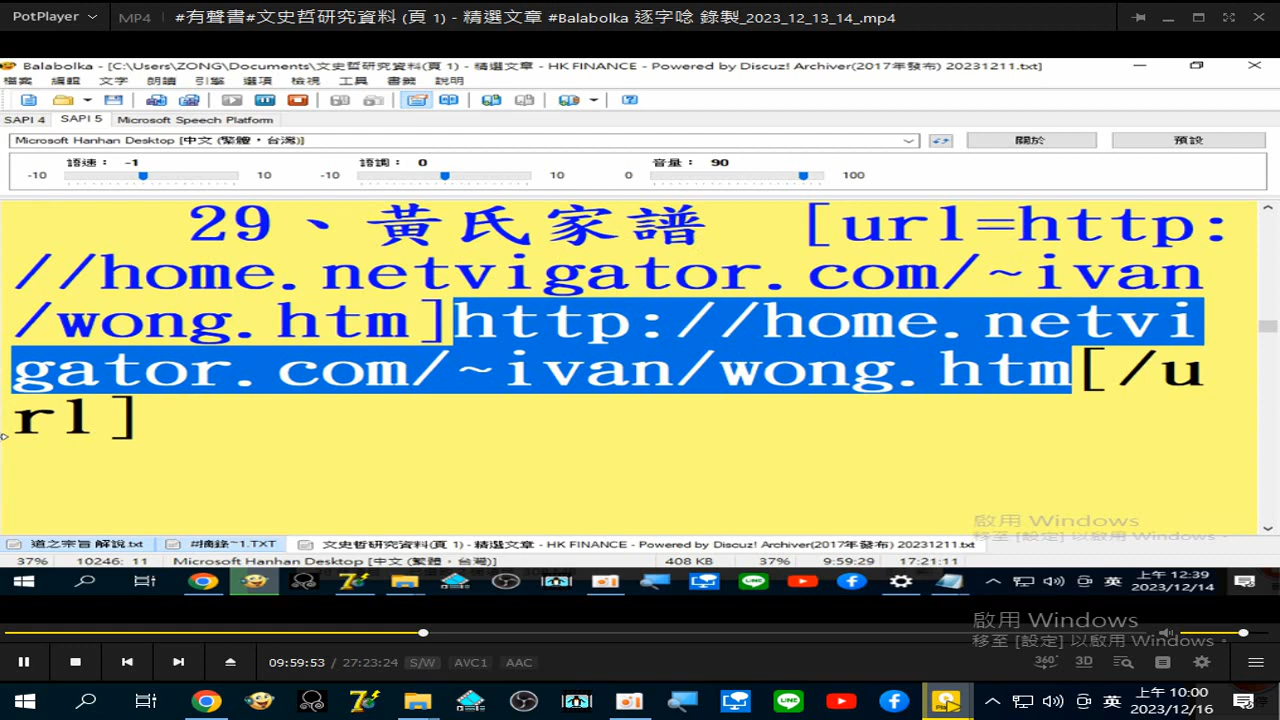 PotPlayer MP4 #有聲書#文史哲研究資料 (頁 1) - 精選文章 #Balabolka 逐字唸 錄製_2023_12_13_14_.mp4
Balabolka - [C:\Users\ZONG\Documents\文史哲研究資料(頁 1) - 精選文章 - HK FINANCE - Powered by Discuz! Archiver(2017年發布) 20231211.txt]
檔案 編輯 文字 朗讀 引擎 選項 檢視 工具 書籤 說明
SAPI 4 SAPI 5 Microsoft Speech Platform
Microsoft Hanhan Desktop [中文 (繁體，台灣)] 關於 預設
語速： -1 語調： 0 音量： 90
-10 10 -10 10 0 100
29、黃氏家譜 [url=http:
//home.netvigator.com/~ivan
/wong.htm]http://home.netvi
gator.com/~ivan/wong.htm[/u
rl]
啟用 Windows
移至 [設定] 以啟用 Windows。
道之宗旨 解說.txt #摘錄~1.TXT 文史哲研究資料(頁 1) - 精選文章 - HK FINANCE - Powered by Discuz! Archiver(2017年發布) 20231211.txt
37% 10246: 11 Microsoft Hanhan Desktop [中文 (繁體，台灣)] 408 KB 37% 9:59:29 17:21:11
英 上午 12:39
2023/12/14
啟用 Windows
移至 [設定] 以啟用 Windows。
09:59:53 / 27:23:24 S/W AVC1 AAC 360° 3D
英 上午 10:00
2023/12/16